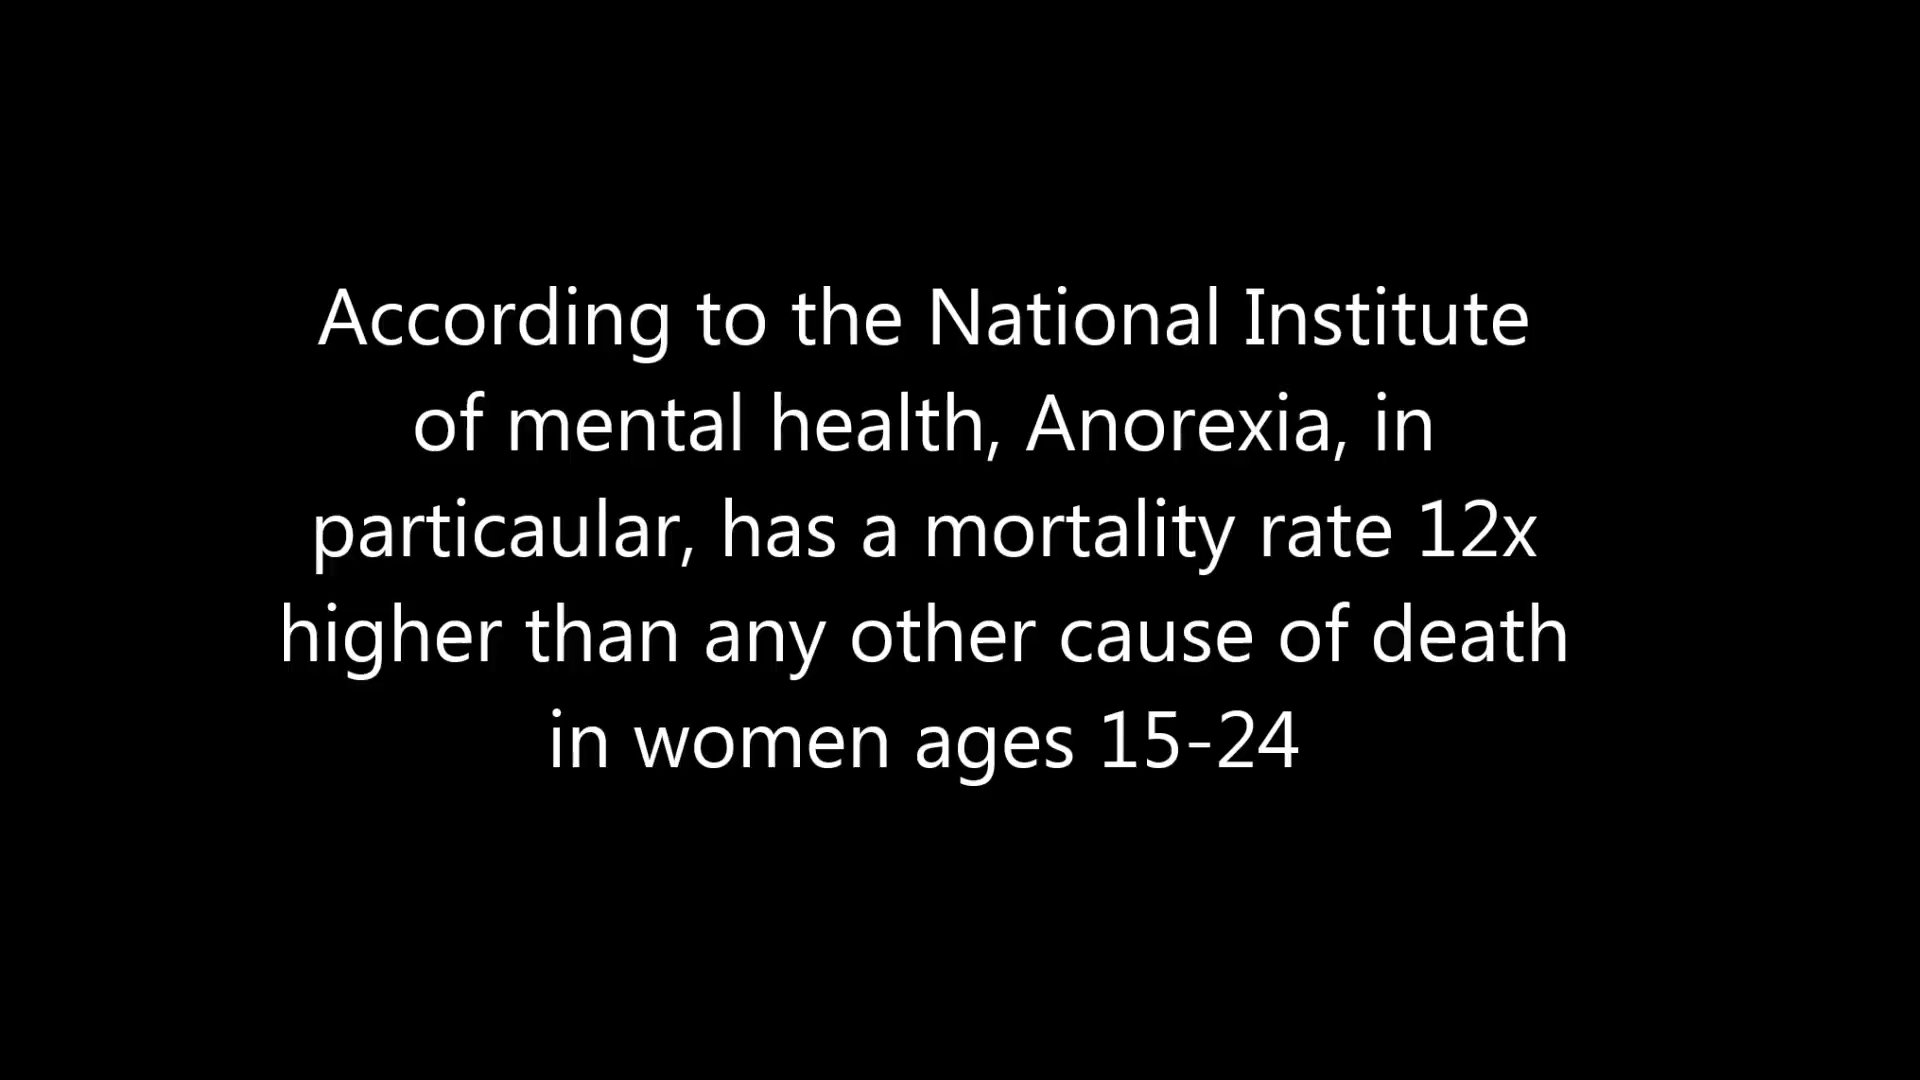 According to the National Institute
of mental health, Anorexia, in
particaular, has a mortality rate 12x
higher than any other cause of death
in women ages 15-24